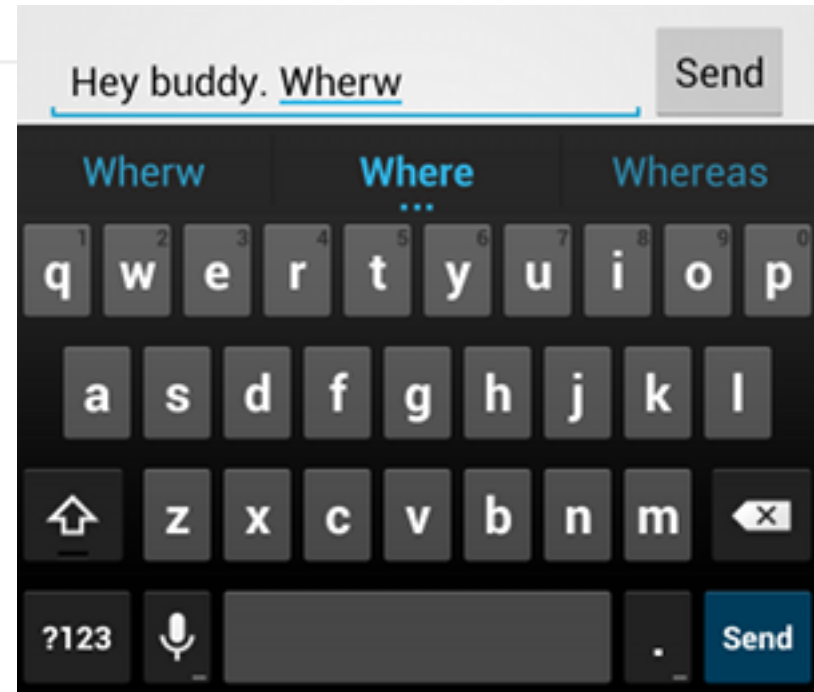 Hey buddy. Wherw Send
Wherw Where Whereas
1 2 3 4 5 6 7 8 9 0
q w e r t y u i o p
a s d f g h j k l
z x c v b n m
?123 . Send